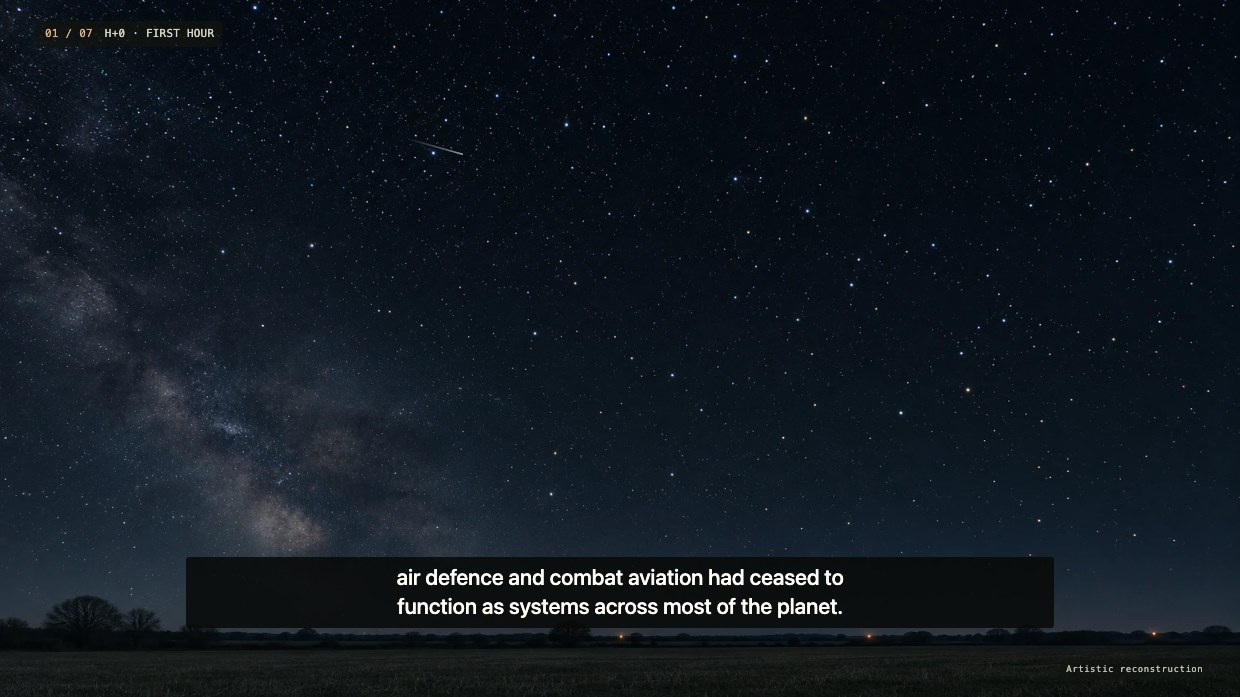 01 / 07 H+0 · FIRST HOUR
air defence and combat aviation had ceased to
function as systems across most of the planet.
Artistic reconstruction